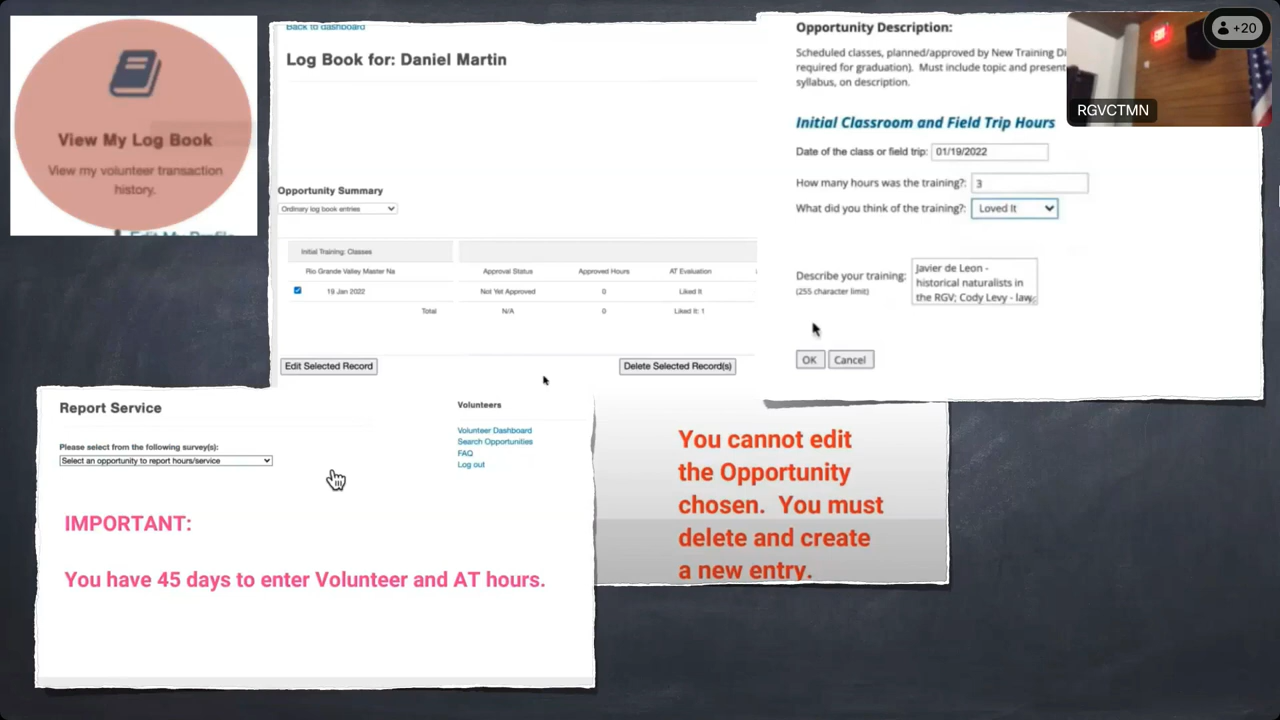 View My Log Book
View my volunteer transaction
history.
Back to dashboard
Log Book for: Daniel Martin
Opportunity Summary
Ordinary log book entries
Initial Training: Classes
Rio Grande Valley Master Na
Approval Status
Approved Hours
AT Evaluation
19 Jan 2022
Not Yet Approved
0
Liked It
Total
N/A
0
Liked It: 1
Edit Selected Record
Delete Selected Record(s)
Opportunity Description:
Scheduled classes, planned/approved by New Training Di
required for graduation). Must include topic and present
syllabus, on description.
Initial Classroom and Field Trip Hours
Date of the class or field trip: 01/19/2022
How many hours was the training?: 3
What did you think of the training?: Loved It
Describe your training:
(255 character limit)
Javier de Leon -
historical naturalists in
the RGV; Cody Levy - law,
OK
Cancel
RGVCTMN
+20
Report Service
Please select from the following survey(s):
Select an opportunity to report hours/service
Volunteers
Volunteer Dashboard
Search Opportunities
FAQ
Log out
IMPORTANT:
You have 45 days to enter Volunteer and AT hours.
You cannot edit
the Opportunity
chosen. You must
delete and create
a new entry.